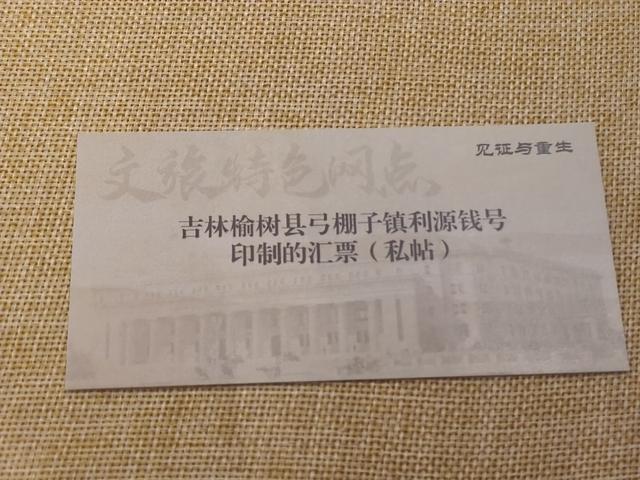 文旅特色网点
见证与重生
吉林榆树县弓棚子镇利源钱号
印制的汇票（私帖）